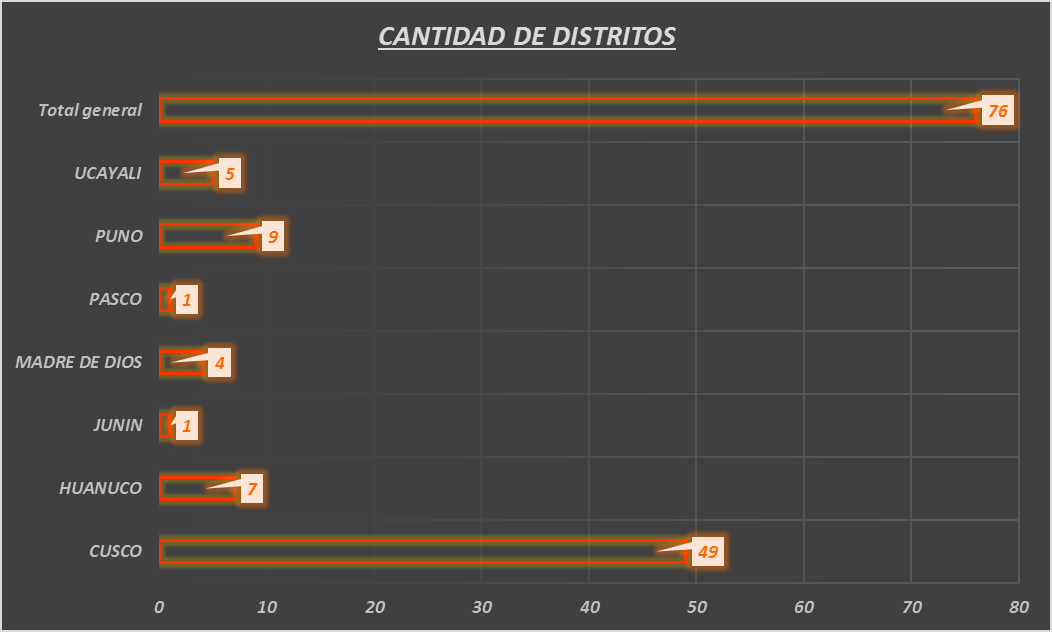 CANTIDAD DE DISTRITOS
Total general 76
UCAYALI 5
PUNO 9
PASCO 1
MADRE DE DIOS 4
JUNIN 1
HUANUCO 7
CUSCO 49
0 10 20 30 40 50 60 70 80